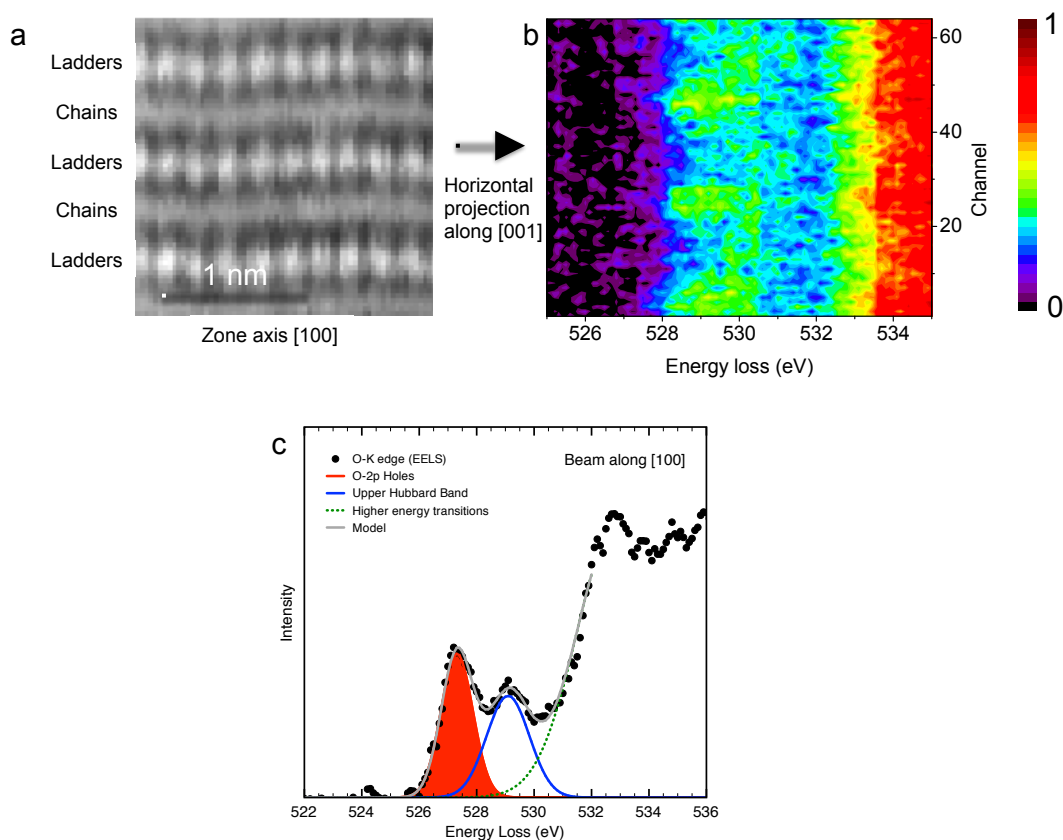 a
Ladders
Chains
Ladders
Chains
Ladders
1 nm
Zone axis [100]
Horizontal
projection
along [001]
b
60
40
20
Channel
526 528 530 532 534
Energy loss (eV)
1
0
c
O-K edge (EELS)
O-2p Holes
Upper Hubbard Band
Higher energy transitions
Model
Beam along [100]
Intensity
522 524 526 528 530 532 534 536
Energy Loss (eV)